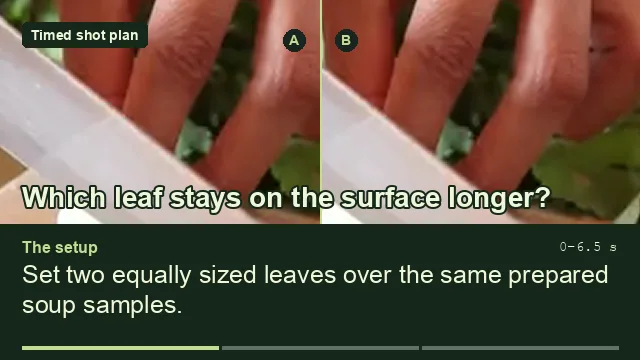 Timed shot plan
A
B
Which leaf stays on the surface longer?
The setup
0–6.5 s
Set two equally sized leaves over the same prepared
soup samples.